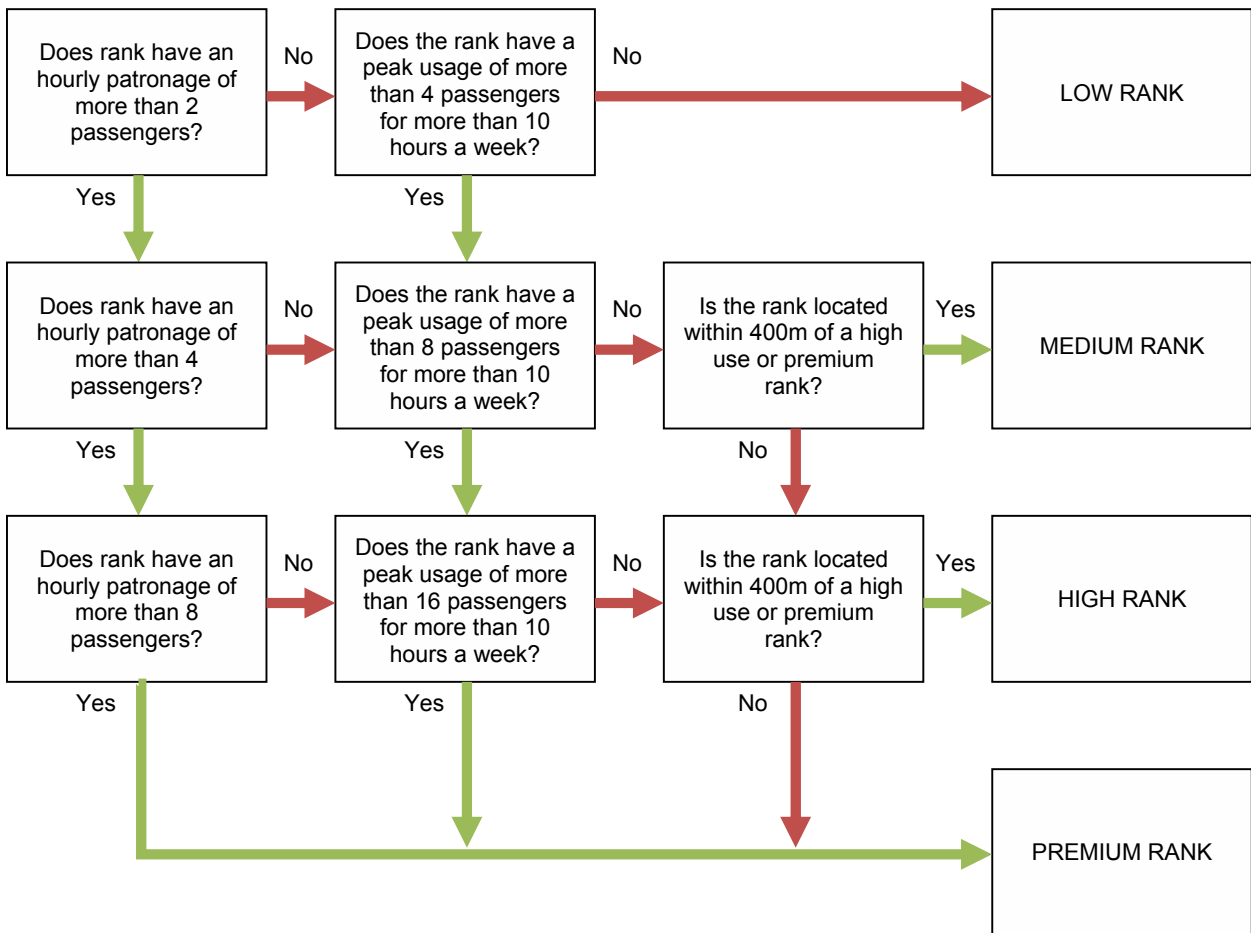 Does rank have an
hourly patronage of
more than 2
passengers?
No
Does the rank have a
peak usage of more
than 4 passengers
for more than 10
hours a week?
No
LOW RANK
Yes
Yes
Does rank have an
hourly patronage of
more than 4
passengers?
No
Does the rank have a
peak usage of more
than 8 passengers
for more than 10
hours a week?
No
Is the rank located
within 400m of a high
use or premium
rank?
Yes
MEDIUM RANK
Yes
Yes
No
Does rank have an
hourly patronage of
more than 8
passengers?
No
Does the rank have a
peak usage of more
than 16 passengers
for more than 10
hours a week?
No
Is the rank located
within 400m of a high
use or premium
rank?
Yes
HIGH RANK
Yes
Yes
No
PREMIUM RANK